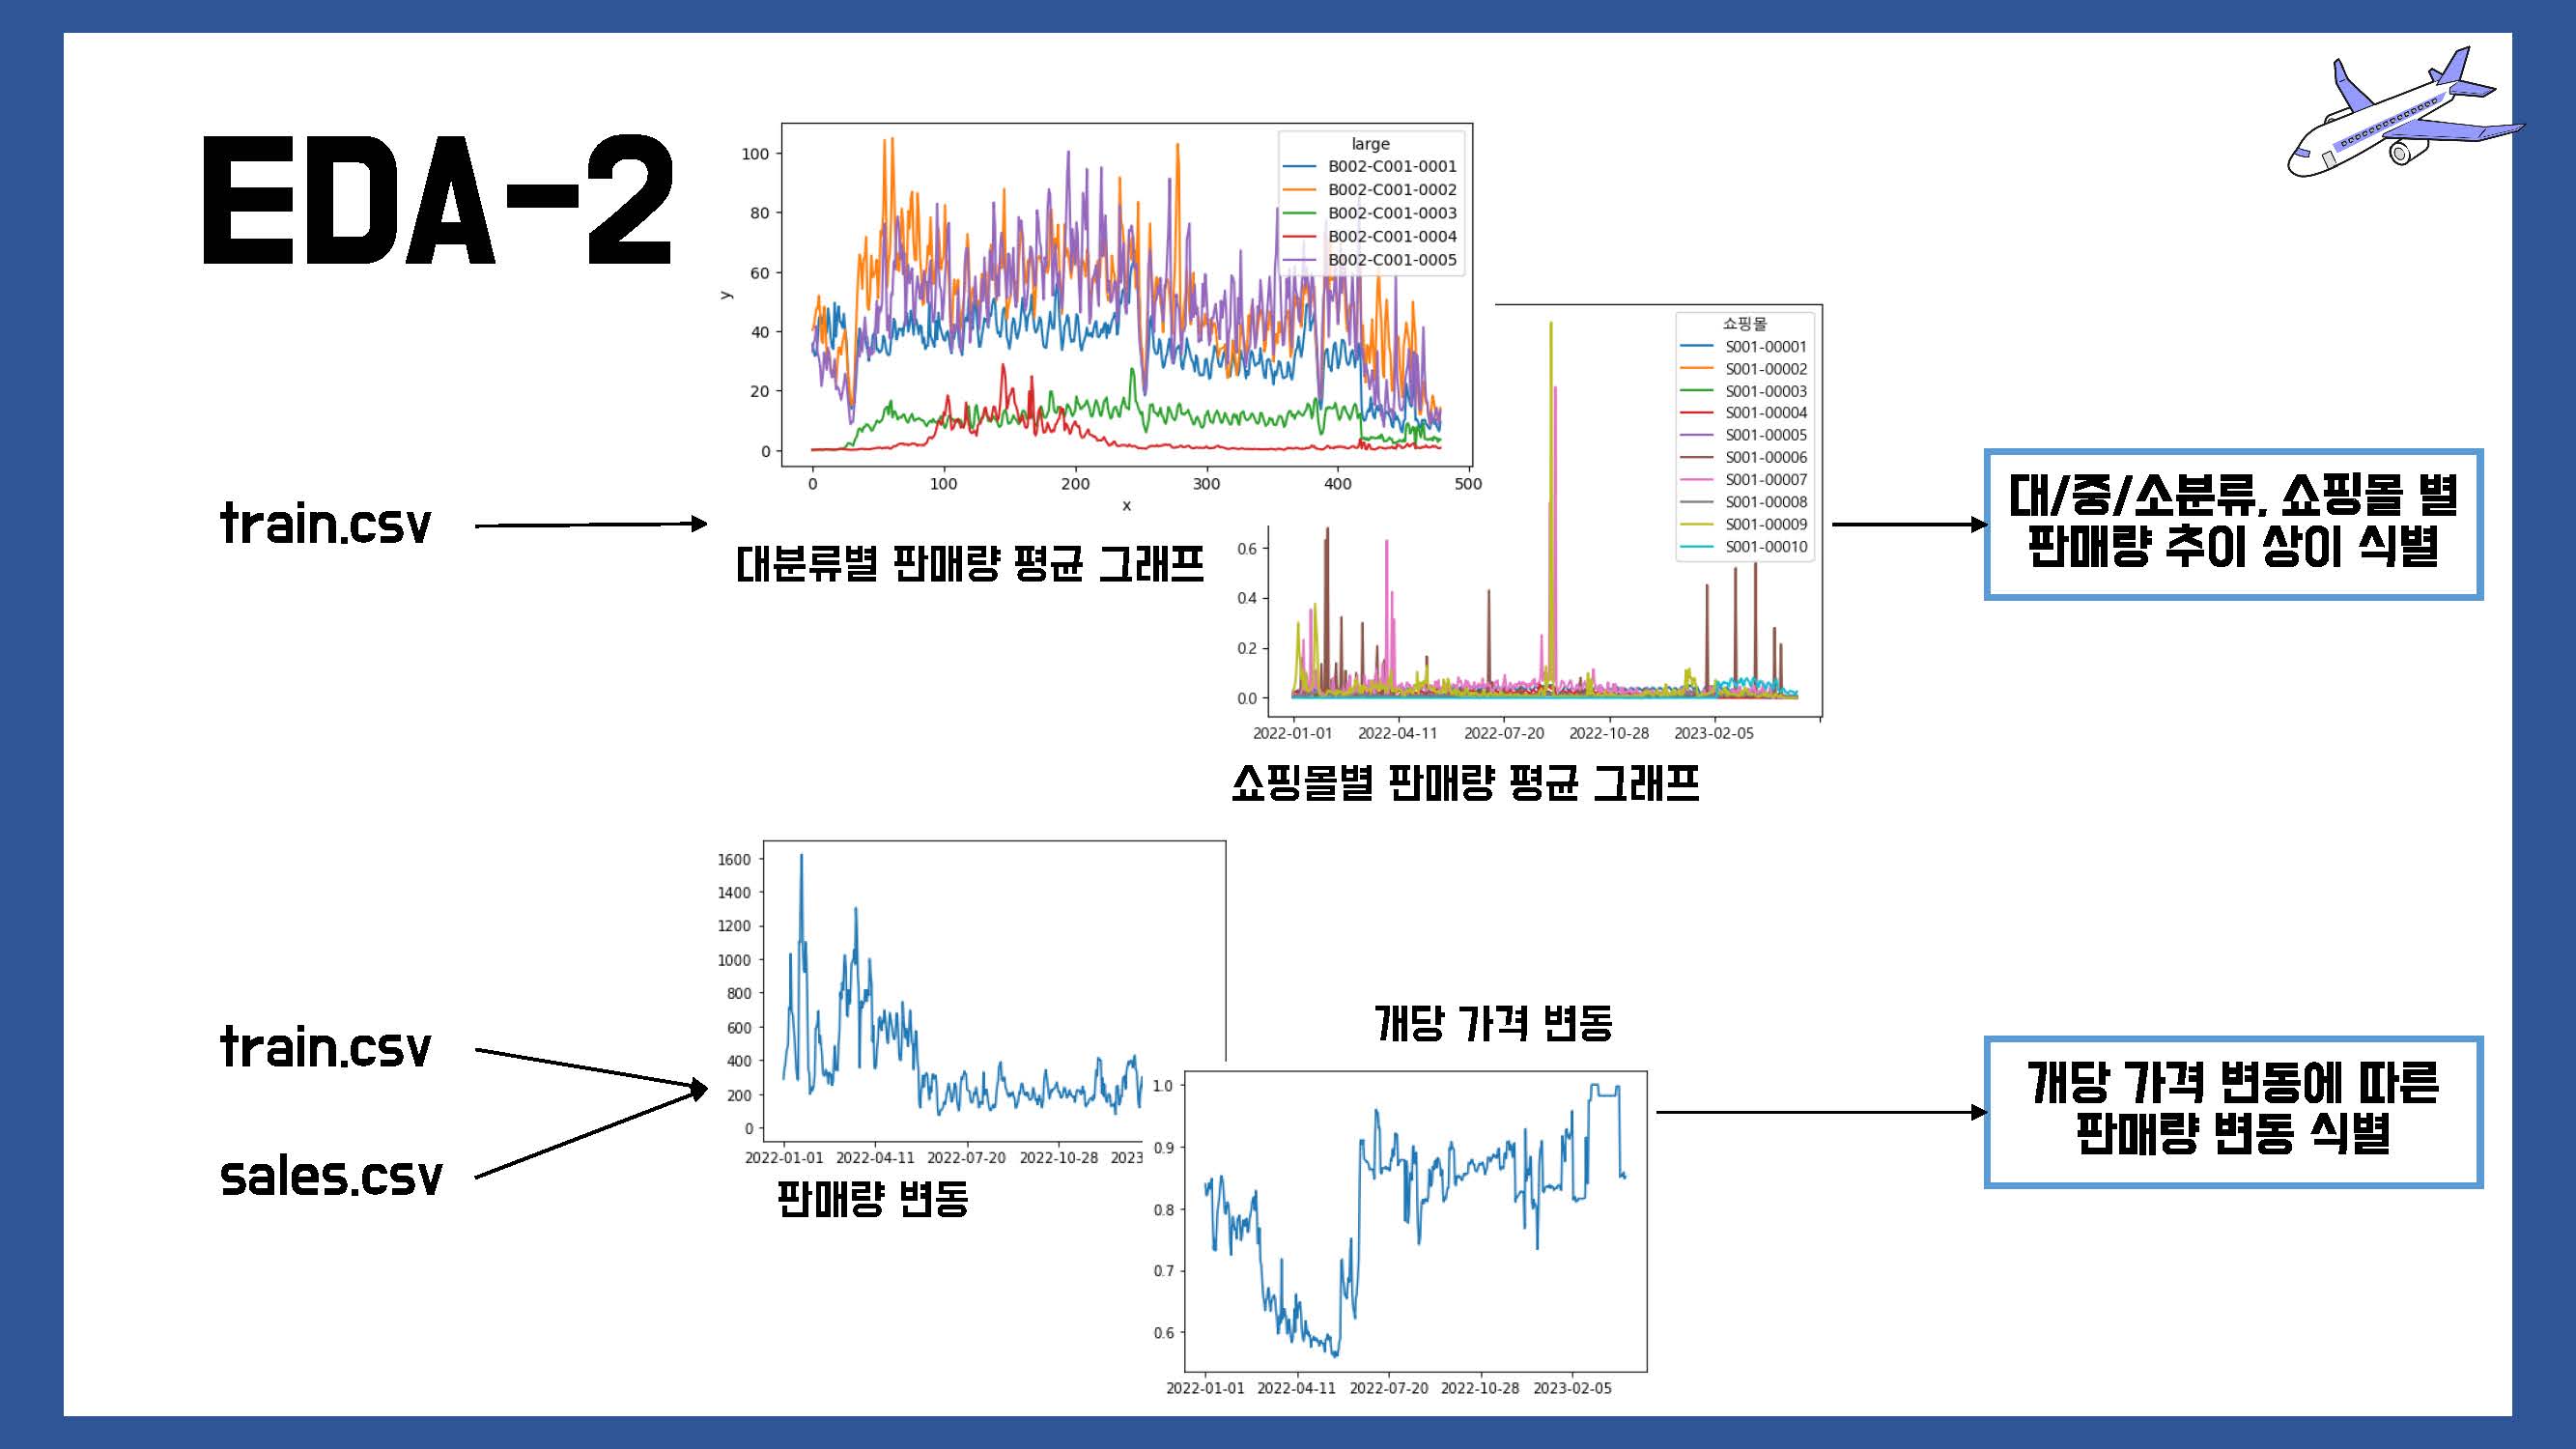 EDA-2
large
B002-C001-0001
B002-C001-0002
B002-C001-0003
B002-C001-0004
B002-C001-0005
100
80
60
40
20
0
y
0 100 200 300 400 500
x
train.csv
대분류별 판매량 평균 그래프
쇼핑몰
S001-00001
S001-00002
S001-00003
S001-00004
S001-00005
S001-00006
S001-00007
S001-00008
S001-00009
S001-00010
0.6
0.4
0.2
0.0
2022-01-01 2022-04-11 2022-07-20 2022-10-28 2023-02-05
쇼핑몰별 판매량 평균 그래프
대/중/소분류, 쇼핑몰 별
판매량 추이 상이 식별
train.csv
sales.csv
1600
1400
1200
1000
800
600
400
200
0
2022-01-01 2022-04-11 2022-07-20 2022-10-28 2023
판매량 변동
개당 가격 변동
1.0
0.9
0.8
0.7
0.6
2022-01-01 2022-04-11 2022-07-20 2022-10-28 2023-02-05
개당 가격 변동에 따른
판매량 변동 식별